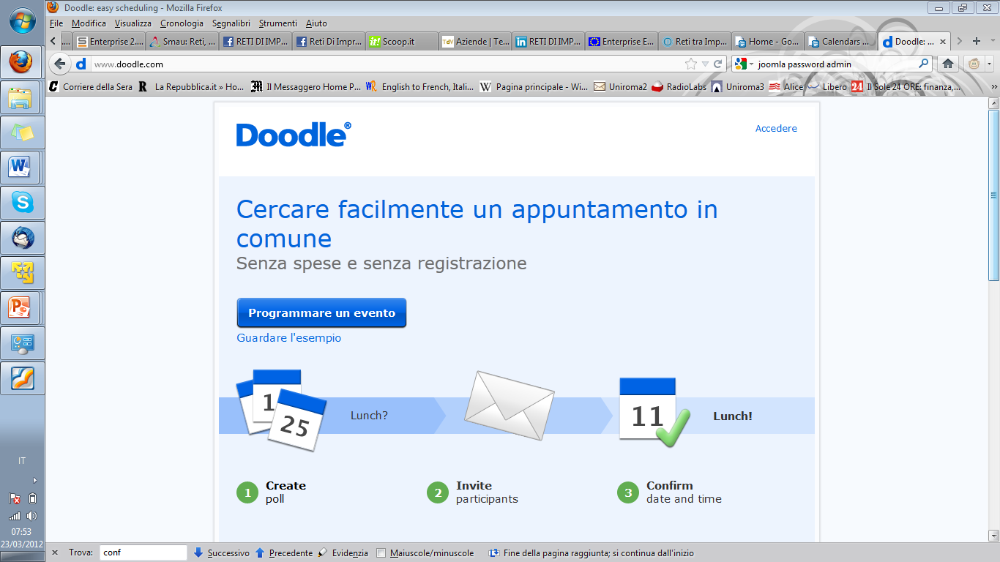 Doodle: easy scheduling - Mozilla Firefox
File Modifica Visualizza Cronologia Segnalibri Strumenti Aiuto
... Enterprise 2.... Smau: Reti, ... RETI DI IMP... Reti Di Impr... Scoop.it Aziende | Te... RETI DI IMP... Enterprise E... Reti tra Imp... Home - Go... Calendars ... Doodle: ...
www.doodle.com
joomla password admin
Corriere della Sera La Repubblica.it » Ho... Il Messaggero Home P... English to French, Itali... Pagina principale - Wi... Uniroma2 RadioLabs Uniroma3 Alice Libero 24 Il Sole 24 ORE: finanza,...
Doodle®
Accedere
Cercare facilmente un appuntamento in
comune
Senza spese e senza registrazione
Programmare un evento
Guardare l'esempio
1
25
Lunch?
11
Lunch!
1 Create
poll
2 Invite
participants
3 Confirm
date and time
IT
07:53
23/03/2012
Trova: conf Successivo Precedente Evidenzia Maiuscole/minuscole Fine della pagina raggiunta; si continua dall'inizio